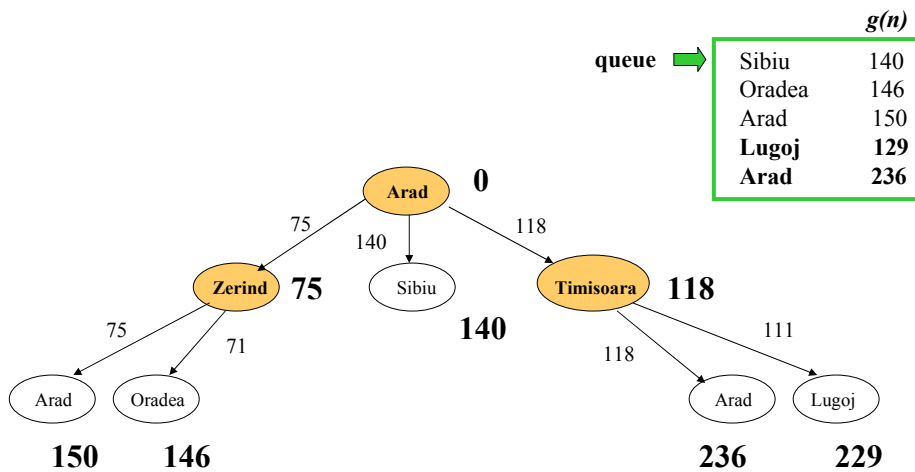 g(n)
queue
Sibiu 140
Oradea 146
Arad 150
Lugoj 129
Arad 236
Arad 0
75 140 118
Zerind 75
Sibiu
140
Timisoara 118
75 71 118 111
Arad Oradea Arad Lugoj
150 146 236 229